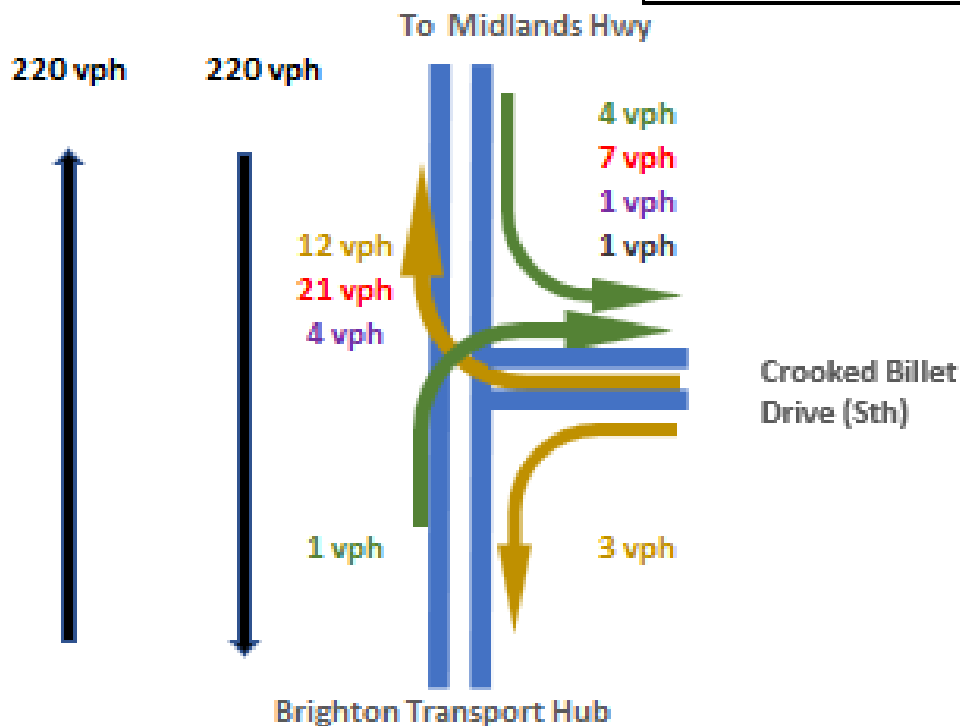 To Midlands Hwy
220 vph
220 vph
4 vph
7 vph
1 vph
1 vph
12 vph
21 vph
4 vph
Crooked Billet
Drive (Sth)
1 vph
3 vph
Brighton Transport Hub